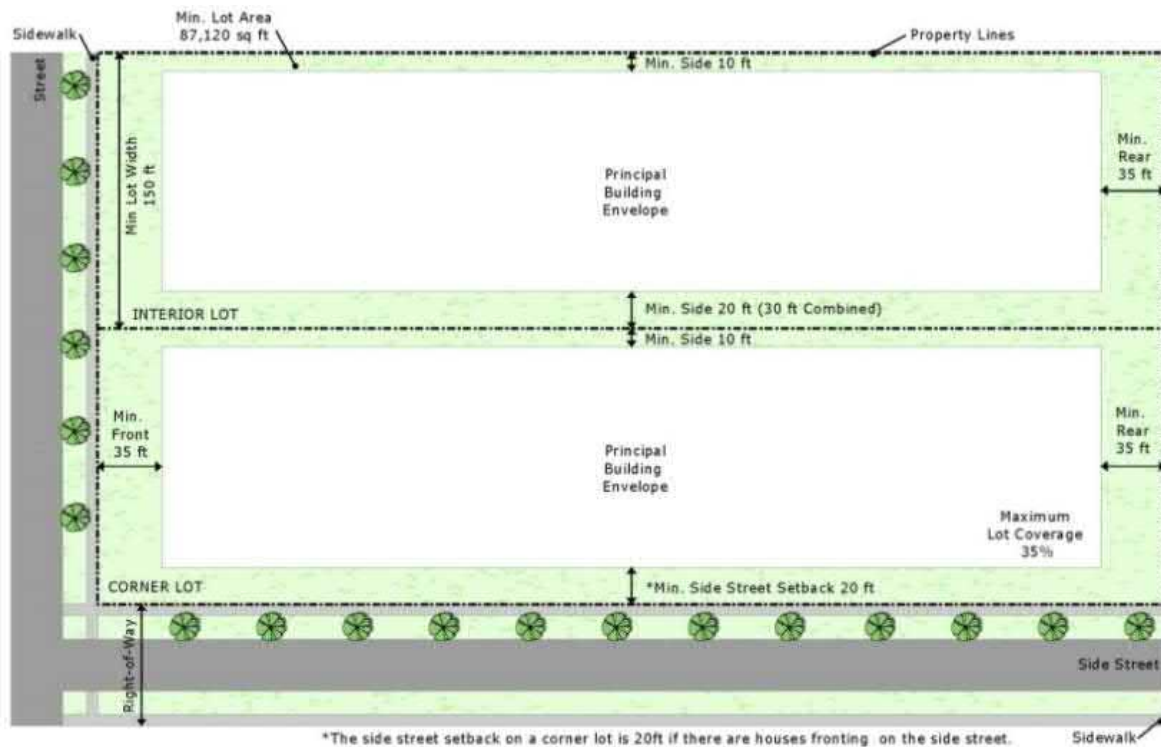 Min. Lot Area
87,120 sq ft
Sidewalk
Property Lines
Street
Min. Side 10 ft
Min Lot Width
150 ft
Principal
Building
Envelope
Min.
Rear
35 ft
INTERIOR LOT
Min. Side 20 ft (30 ft Combined)
Min. Side 10 ft
Min.
Front
35 ft
Principal
Building
Envelope
Min.
Rear
35 ft
Maximum
Lot Coverage
35%
CORNER LOT
*Min. Side Street Setback 20 ft
Right-of-Way
Side Street
*The side street setback on a corner lot is 20ft if there are houses fronting on the side street.
Sidewalk